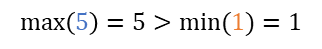 max(5) = 5 > min(1) = 1